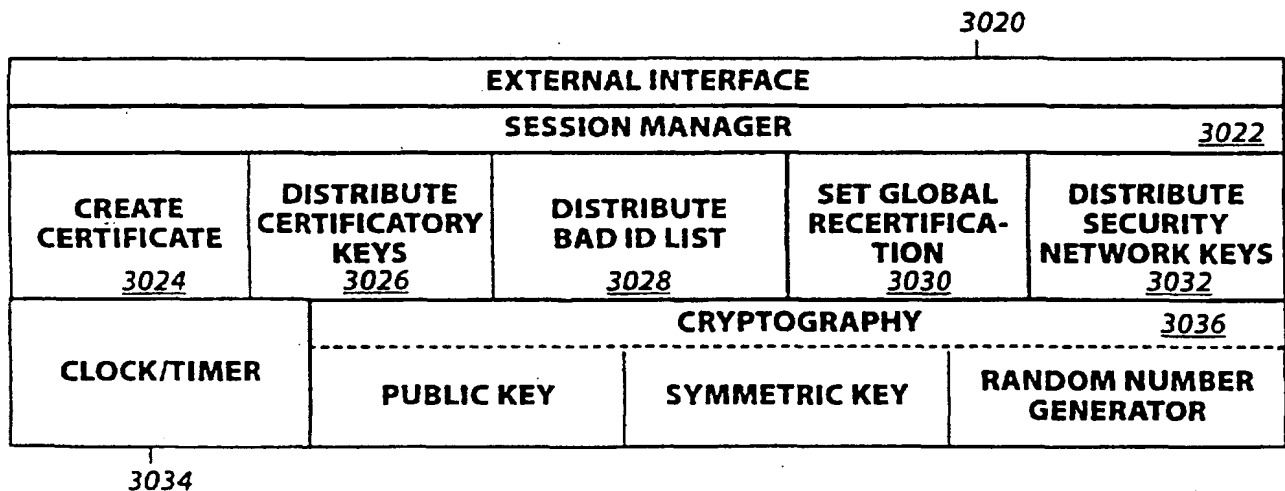 3020
EXTERNAL INTERFACE
SESSION MANAGER 3022
CREATE
CERTIFICATE
3024
DISTRIBUTE
CERTIFICATORY
KEYS
3026
DISTRIBUTE
BAD ID LIST
3028
SET GLOBAL
RECERTIFICA-
TION
3030
DISTRIBUTE
SECURITY
NETWORK KEYS
3032
CLOCK/TIMER
3034
CRYPTOGRAPHY 3036
PUBLIC KEY
SYMMETRIC KEY
RANDOM NUMBER
GENERATOR